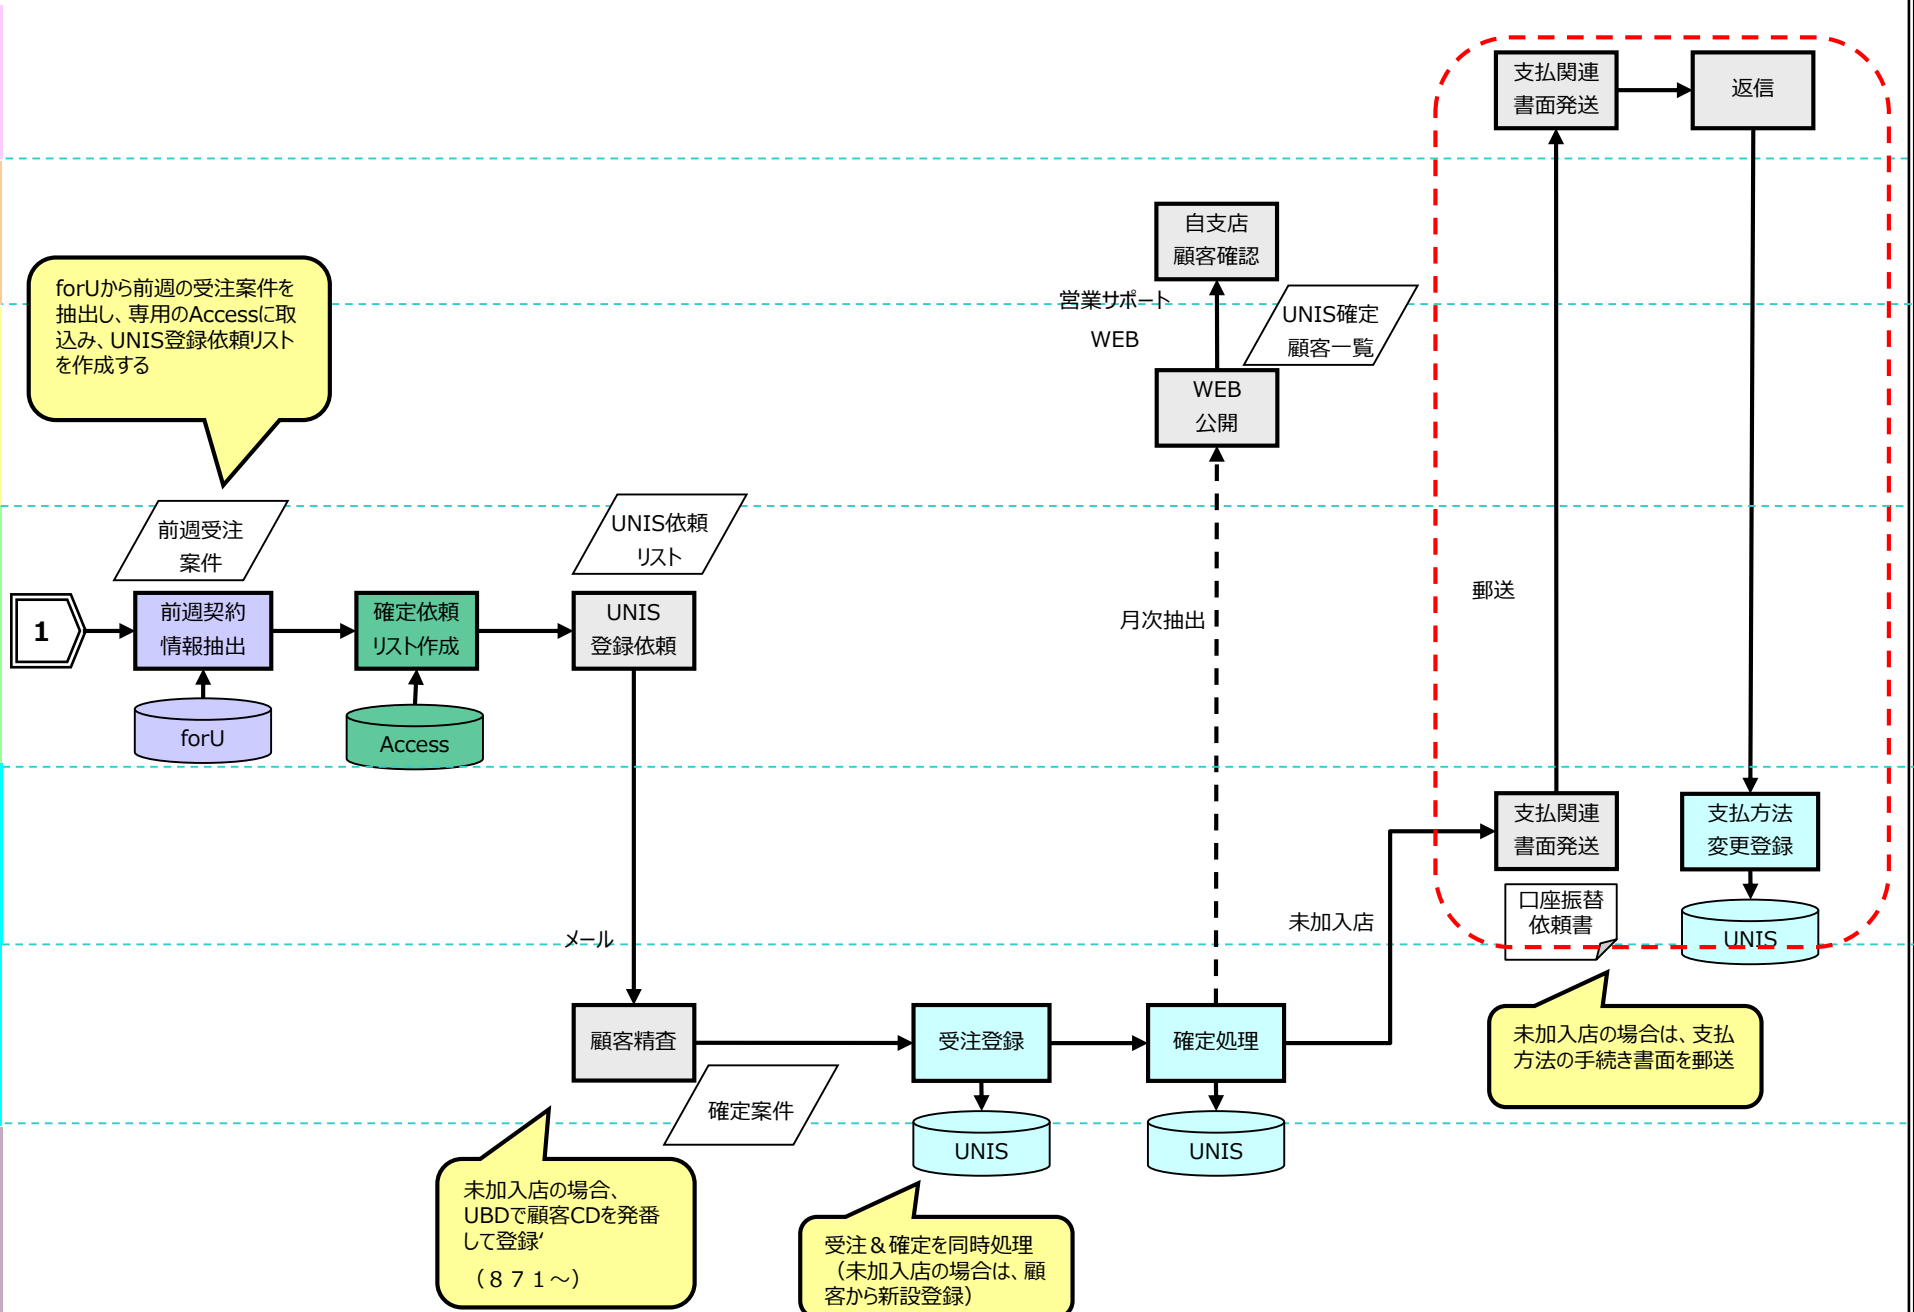 支払関連
書面発送
返信
自支店
顧客確認
営業サポート
WEB
UNIS確定
顧客一覧
WEB
公開
forUから前週の受注案件を
抽出し、専用のAccessに取
込み、UNIS登録依頼リスト
を作成する
前週受注
案件
UNIS依頼
リスト
1
前週契約
情報抽出
確定依頼
リスト作成
UNIS
登録依頼
月次抽出
郵送
forU
Access
支払関連
書面発送
支払方法
変更登録
口座振替
依頼書
UNIS
未加入店
メール
顧客精査
受注登録
確定処理
未加入店の場合は、支払
方法の手続き書面を郵送
確定案件
UNIS
UNIS
未加入店の場合、
UBDで顧客CDを発番
して登録‘
（８７１～）
受注＆確定を同時処理
（未加入店の場合は、顧
客から新設登録）